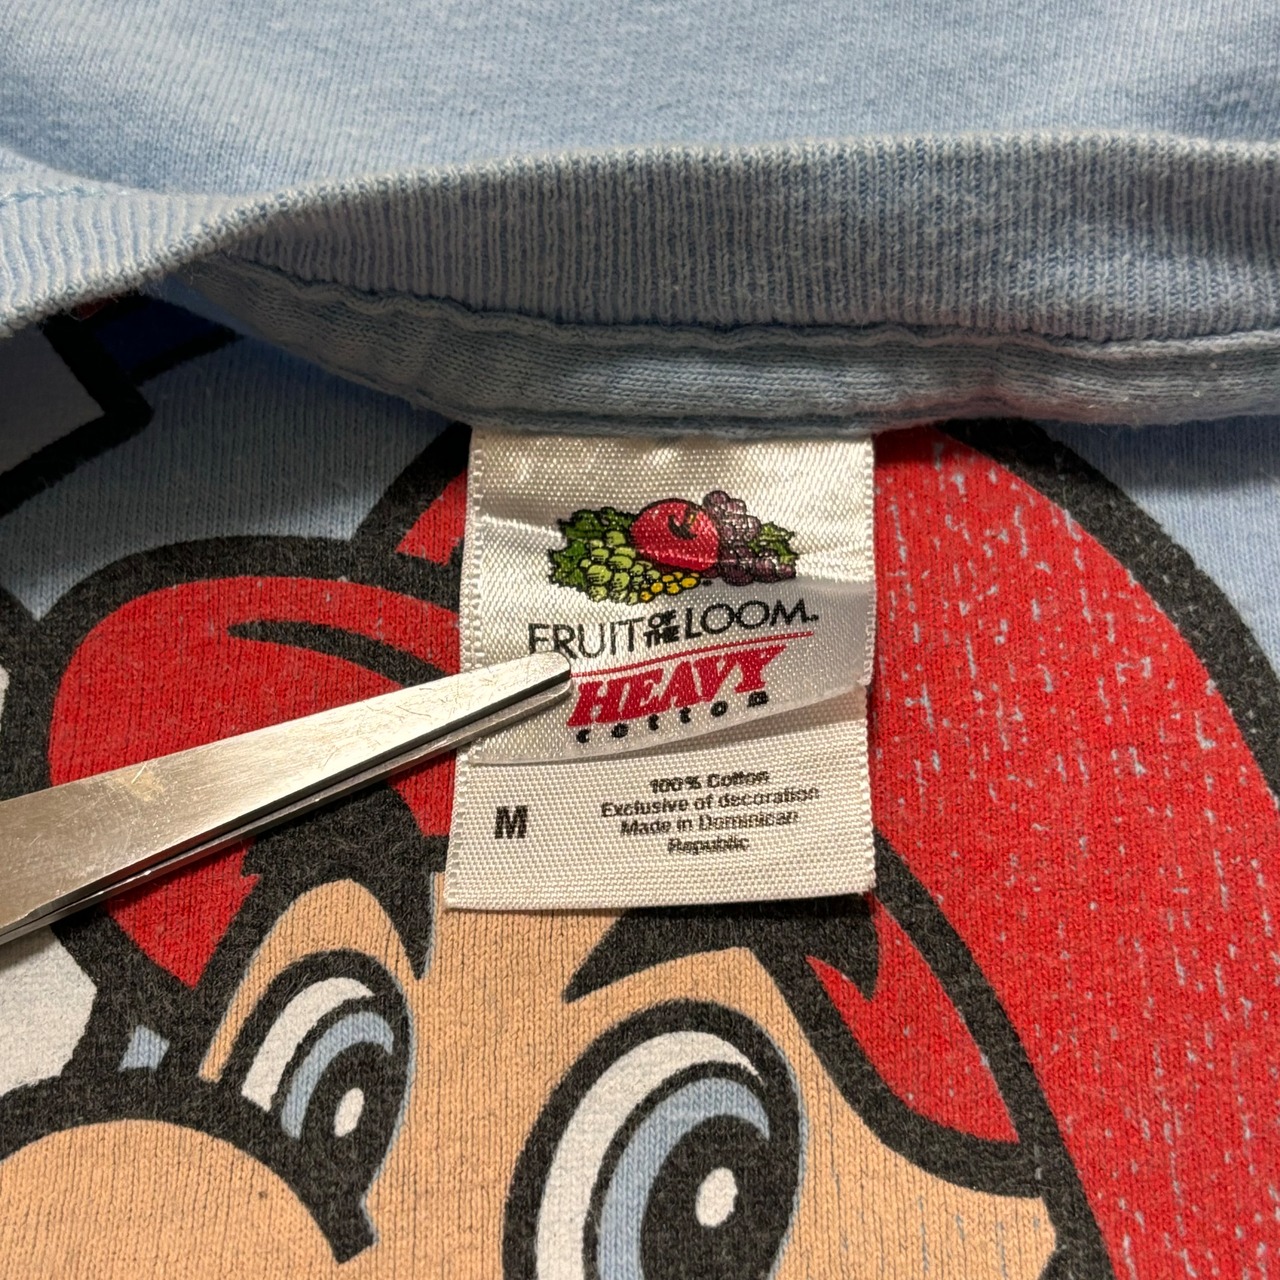 FRUIT OF THE LOOM.
HEAVY
cotton
M
100% Cotton
Exclusive of decoration
Made in Dominican
Republic